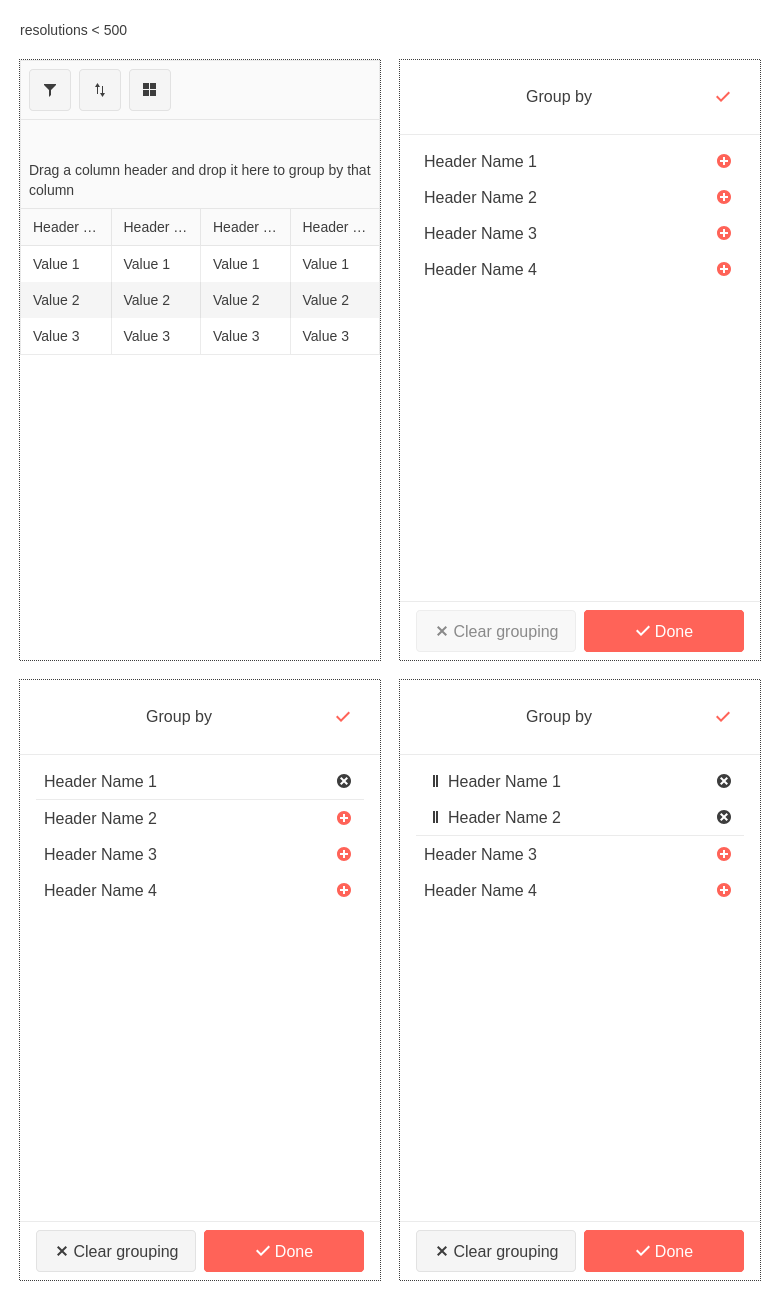 resolutions < 500
Drag a column header and drop it here to group by that
column
Header … Header … Header … Header …
Value 1 Value 1 Value 1 Value 1
Value 2 Value 2 Value 2 Value 2
Value 3 Value 3 Value 3 Value 3
Group by
Header Name 1
Header Name 2
Header Name 3
Header Name 4
Clear grouping Done
Group by
Header Name 1
Header Name 2
Header Name 3
Header Name 4
Clear grouping Done
Group by
Header Name 1
Header Name 2
Header Name 3
Header Name 4
Clear grouping Done